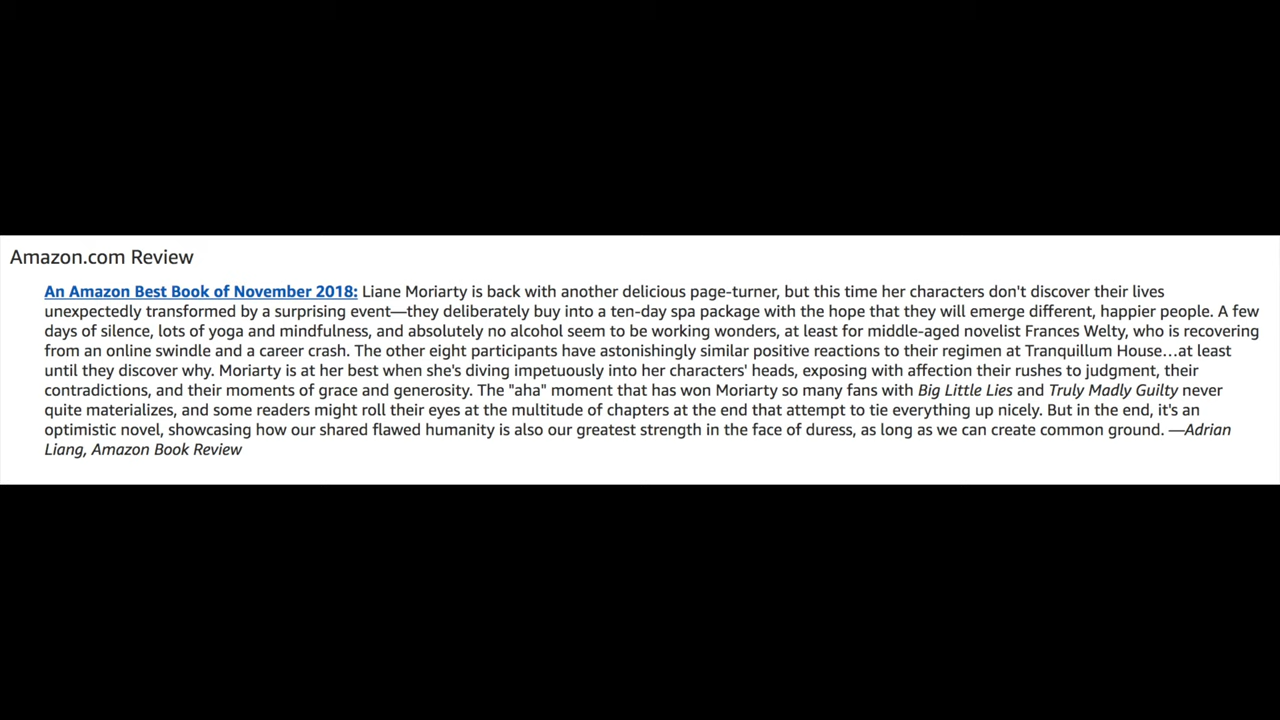 Amazon.com Review
An Amazon Best Book of November 2018: Liane Moriarty is back with another delicious page-turner, but this time her characters don't discover their lives
unexpectedly transformed by a surprising event—they deliberately buy into a ten-day spa package with the hope that they will emerge different, happier people. A few
days of silence, lots of yoga and mindfulness, and absolutely no alcohol seem to be working wonders, at least for middle-aged novelist Frances Welty, who is recovering
from an online swindle and a career crash. The other eight participants have astonishingly similar positive reactions to their regimen at Tranquillum House…at least
until they discover why. Moriarty is at her best when she's diving impetuously into her characters' heads, exposing with affection their rushes to judgment, their
contradictions, and their moments of grace and generosity. The "aha" moment that has won Moriarty so many fans with Big Little Lies and Truly Madly Guilty never
quite materializes, and some readers might roll their eyes at the multitude of chapters at the end that attempt to tie everything up nicely. But in the end, it's an
optimistic novel, showcasing how our shared flawed humanity is also our greatest strength in the face of duress, as long as we can create common ground. —Adrian
Liang, Amazon Book Review